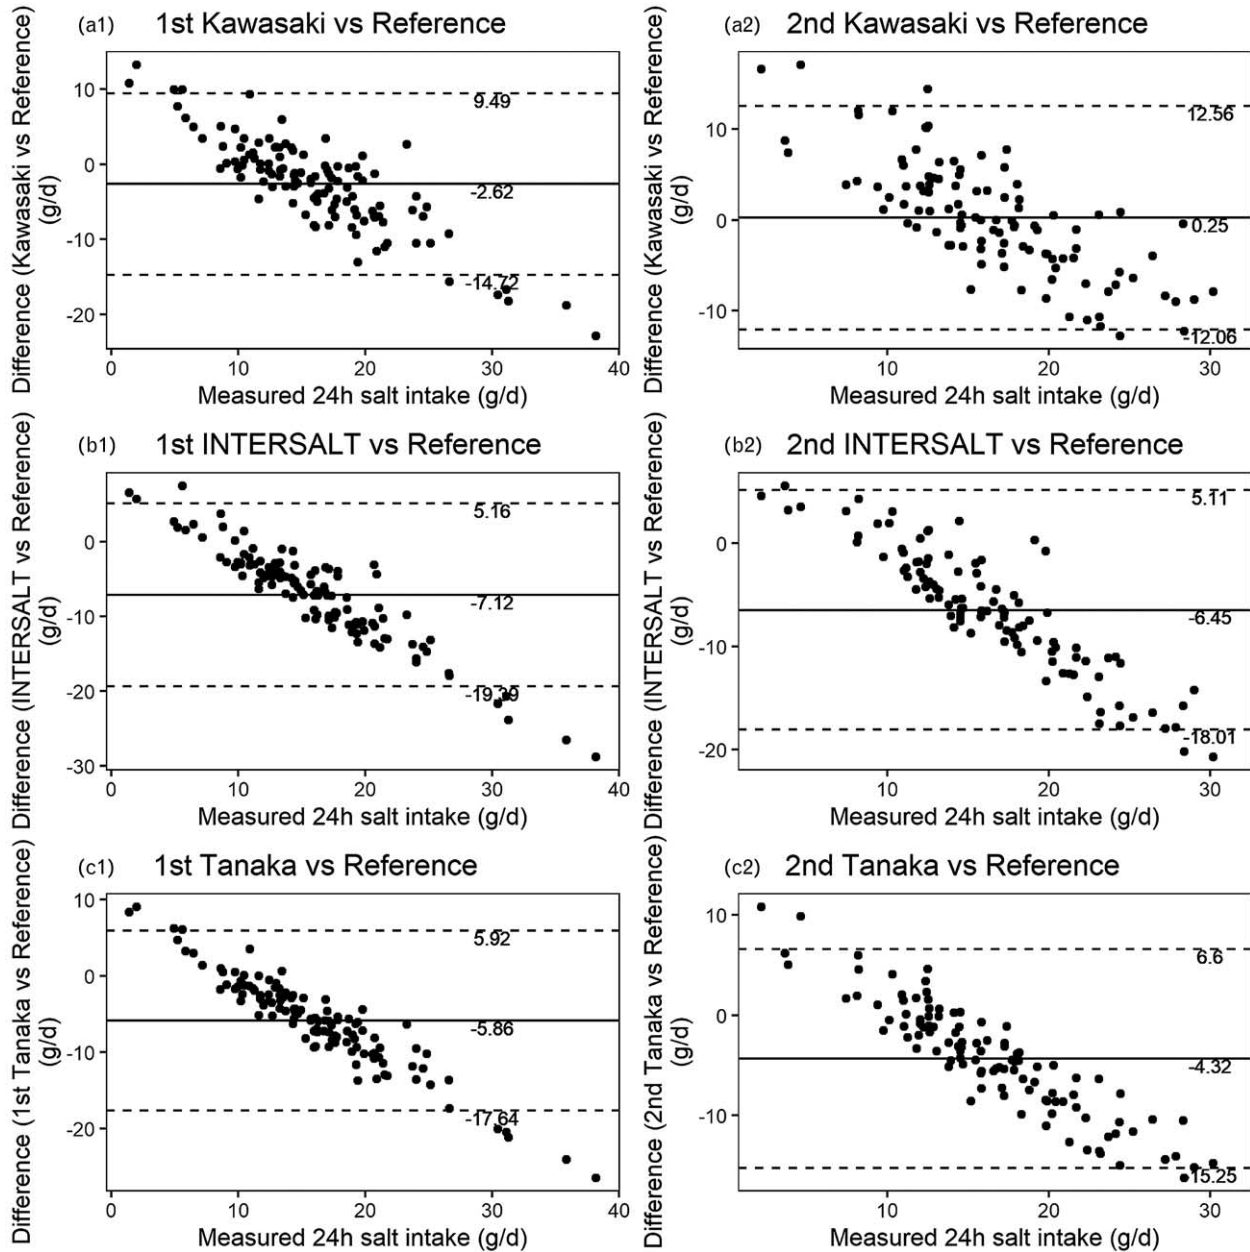 (a1) 1st Kawasaki vs Reference
Difference (Kawasaki vs Reference)
(g/d)
10
0
-10
-20
9.49
-2.62
-14.72
0 10 20 30 40
Measured 24h salt intake (g/d)
(a2) 2nd Kawasaki vs Reference
Difference (Kawasaki vs Reference)
(g/d)
10
0
-10
12.56
0.25
-12.06
10 20 30
Measured 24h salt intake (g/d)
(b1) 1st INTERSALT vs Reference
Difference (INTERSALT vs Reference)
(g/d)
0
-10
-20
-30
5.16
-7.12
-19.39
0 10 20 30 40
Measured 24h salt intake (g/d)
(b2) 2nd INTERSALT vs Reference
Difference (INTERSALT vs Reference)
(g/d)
0
-10
-20
5.11
-6.45
-18.01
10 20 30
Measured 24h salt intake (g/d)
(c1) 1st Tanaka vs Reference
Difference (1st Tanaka vs Reference)
(g/d)
10
0
-10
-20
5.92
-5.86
-17.64
0 10 20 30 40
Measured 24h salt intake (g/d)
(c2) 2nd Tanaka vs Reference
Difference (2nd Tanaka vs Reference)
(g/d)
10
0
-10
6.6
-4.32
-15.25
10 20 30
Measured 24h salt intake (g/d)